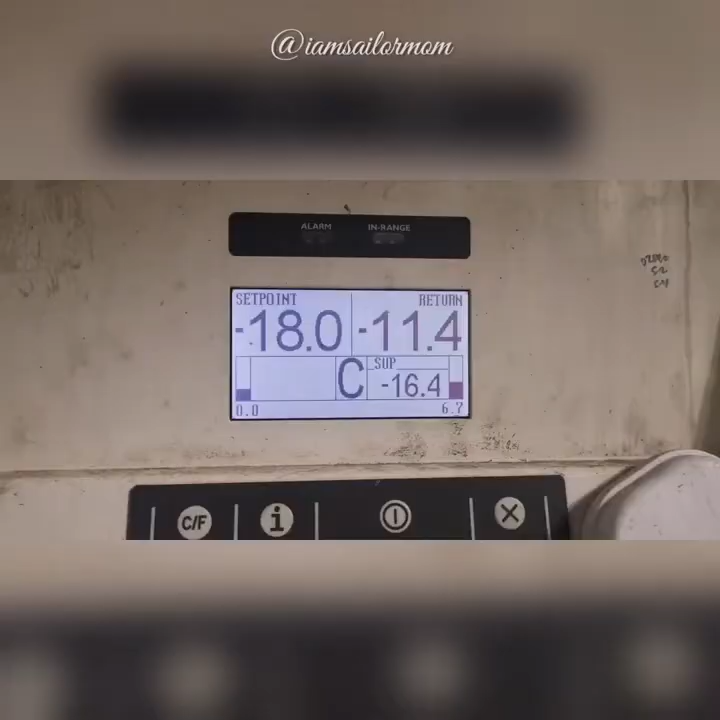 @iamsailormom
ALARM IN-RANGE
SETPOINT RETURN
-18.0 -11.4
C SUP -16.4
0.0 6.7
C/F i